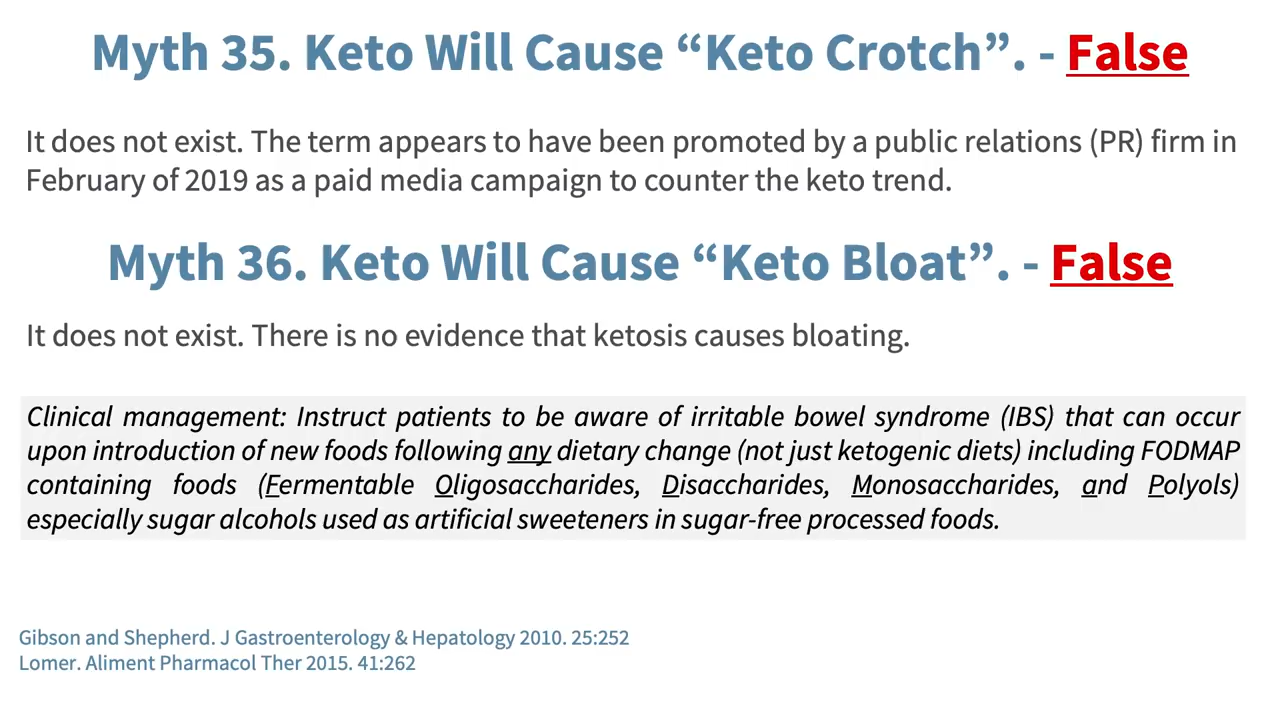 Myth 35. Keto Will Cause “Keto Crotch”. - False
It does not exist. The term appears to have been promoted by a public relations (PR) firm in
February of 2019 as a paid media campaign to counter the keto trend.
Myth 36. Keto Will Cause “Keto Bloat”. - False
It does not exist. There is no evidence that ketosis causes bloating.
Clinical management: Instruct patients to be aware of irritable bowel syndrome (IBS) that can occur
upon introduction of new foods following any dietary change (not just ketogenic diets) including FODMAP
containing foods (Fermentable Oligosaccharides, Disaccharides, Monosaccharides, and Polyols)
especially sugar alcohols used as artificial sweeteners in sugar-free processed foods.
Gibson and Shepherd. J Gastroenterology & Hepatology 2010. 25:252
Lomer. Aliment Pharmacol Ther 2015. 41:262